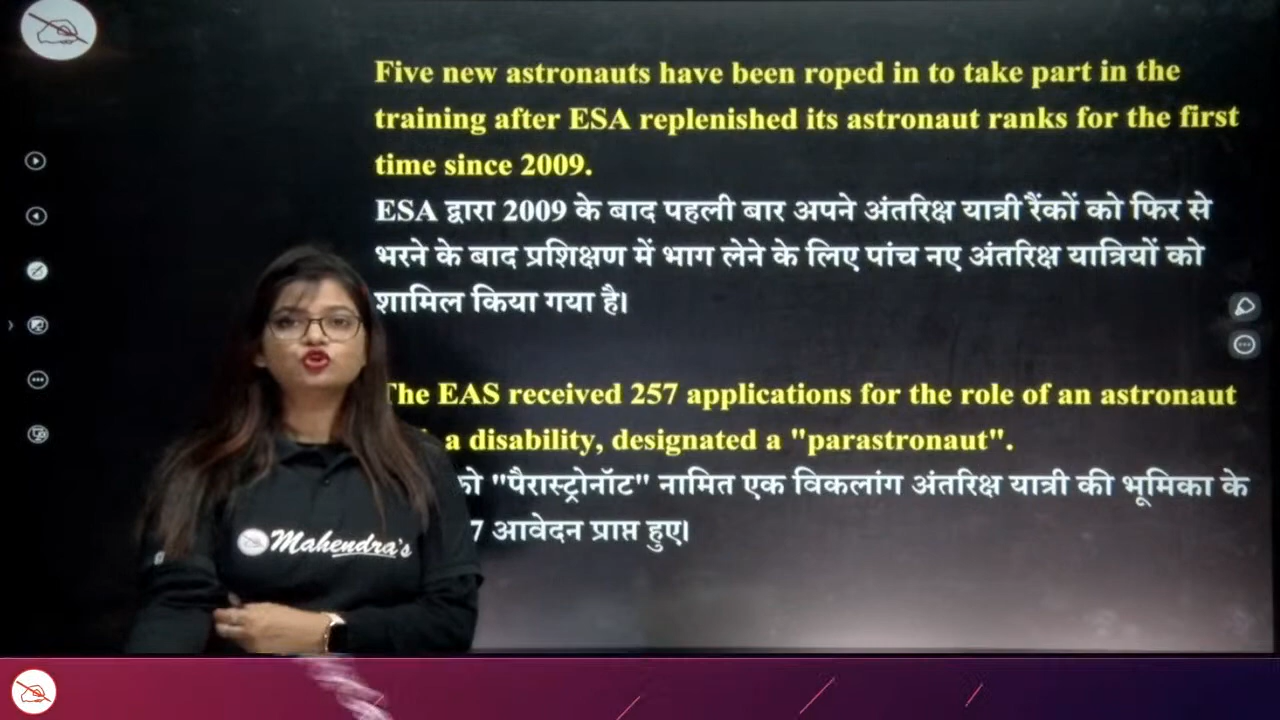 Five new astronauts have been roped in to take part in the
training after ESA replenished its astronaut ranks for the first
time since 2009.
ESA द्वारा 2009 के बाद पहली बार अपने अंतरिक्ष यात्री रैंकों को फिर से
भरने के बाद प्रशिक्षण में भाग लेने के लिए पांच नए अंतरिक्ष यात्रियों को
शामिल किया गया है।
The EAS received 257 applications for the role of an astronaut
a disability, designated a "parastronaut".
को "पैरास्ट्रोनॉट" नामित एक विकलांग अंतरिक्ष यात्री की भूमिका के
7 आवेदन प्राप्त हुए।
Mahendra's